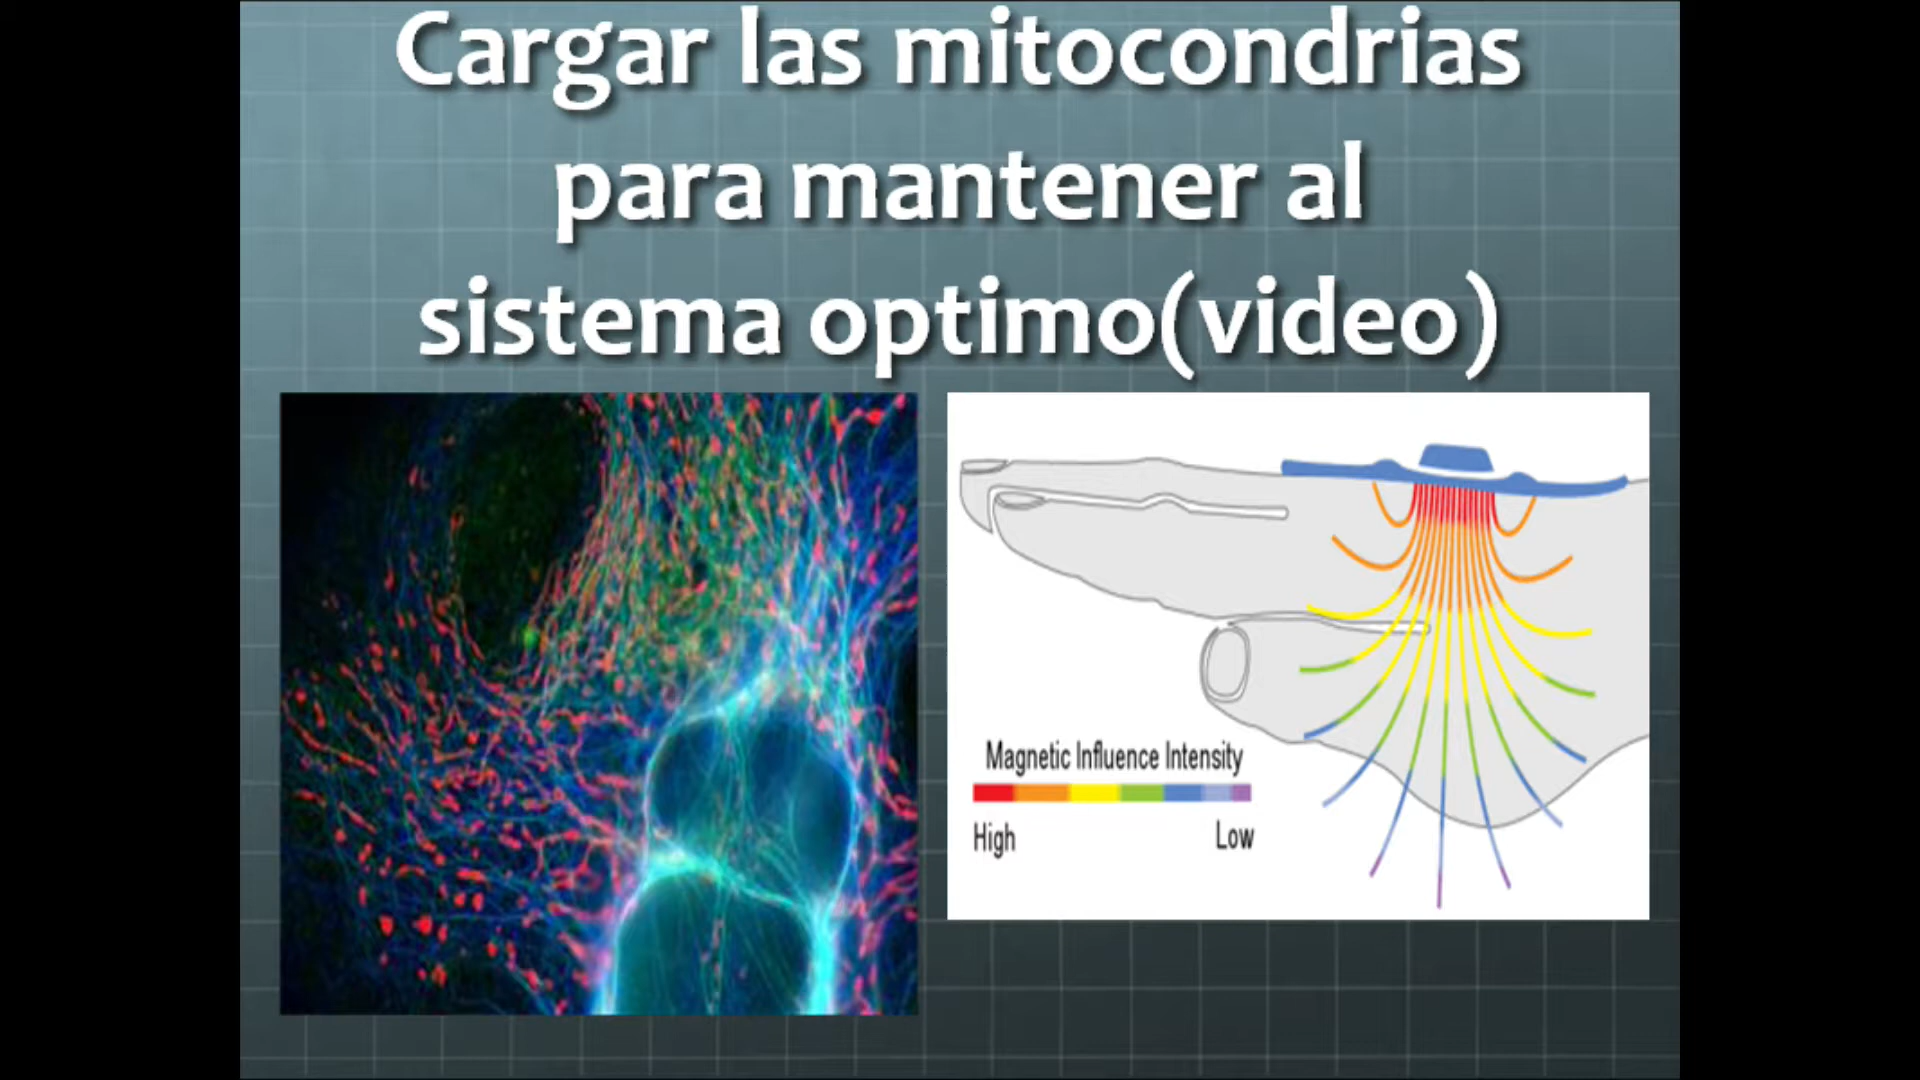 Cargar las mitocondrias
para mantener al
sistema optimo(video)
Magnetic Influence Intensity
High
Low